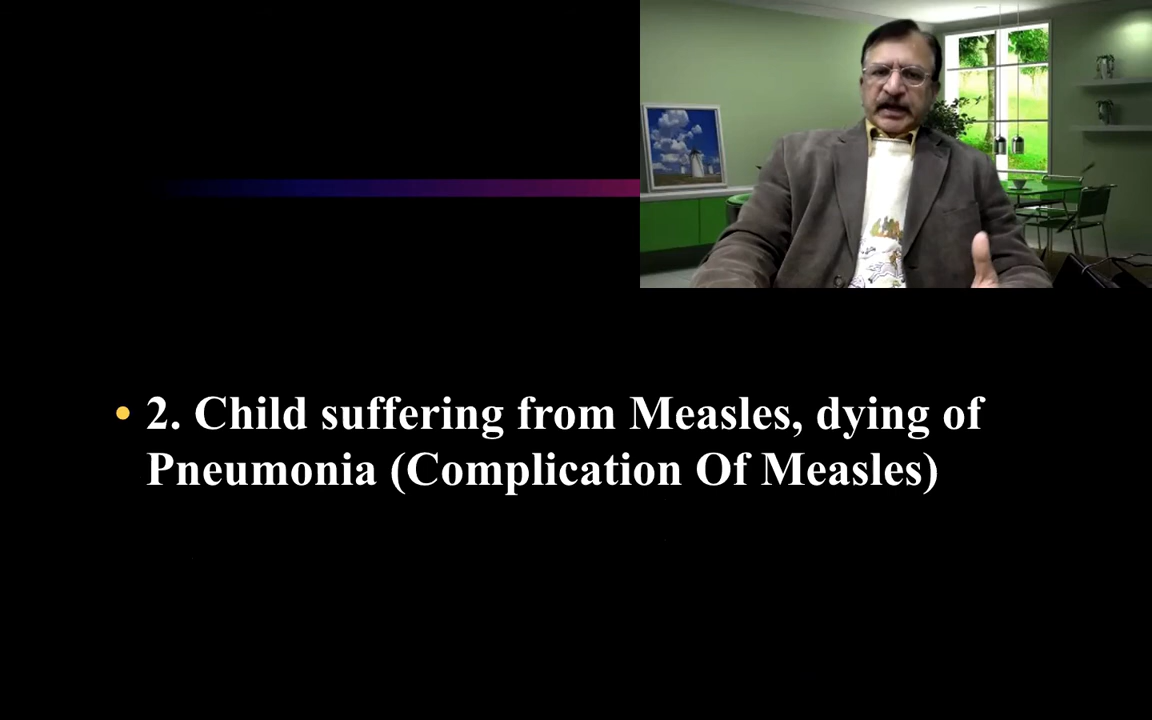 • 2. Child suffering from Measles, dying of
Pneumonia (Complication Of Measles)